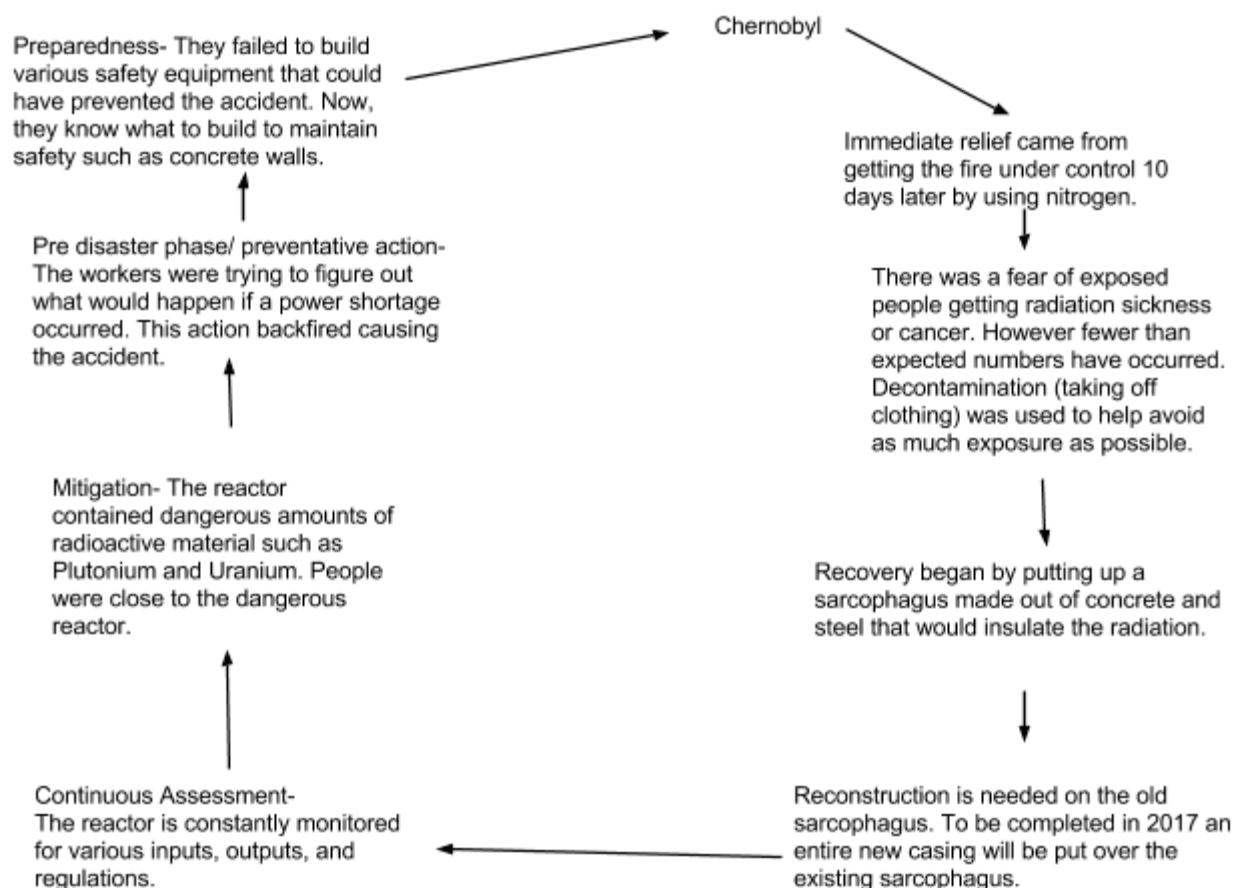 Chernobyl
Immediate relief came from
getting the fire under control 10
days later by using nitrogen.
There was a fear of exposed
people getting radiation sickness
or cancer. However fewer than
expected numbers have occurred.
Decontamination (taking off
clothing) was used to help avoid
as much exposure as possible.
Recovery began by putting up a
sarcophagus made out of concrete and
steel that would insulate the radiation.
Reconstruction is needed on the old
sarcophagus. To be completed in 2017 an
entire new casing will be put over the
existing sarcophagus.
Continuous Assessment-
The reactor is constantly monitored
for various inputs, outputs, and
regulations.
Mitigation- The reactor
contained dangerous amounts of
radioactive material such as
Plutonium and Uranium. People
were close to the dangerous
reactor.
Pre disaster phase/ preventative action-
The workers were trying to figure out
what would happen if a power shortage
occurred. This action backfired causing
the accident.
Preparedness- They failed to build
various safety equipment that could
have prevented the accident. Now,
they know what to build to maintain
safety such as concrete walls.